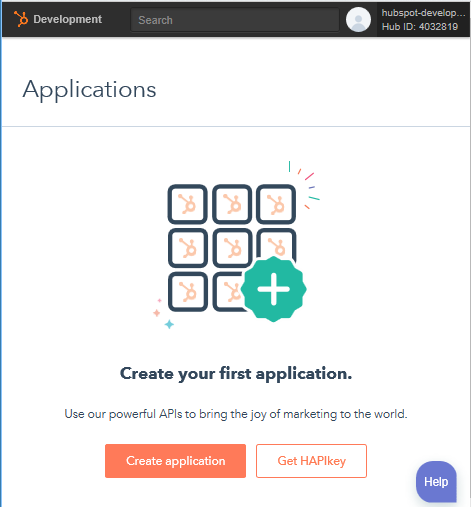 Development
Search
hubspot-develop...
Hub ID: 4032819
Applications
Create your first application.
Use our powerful APIs to bring the joy of marketing to the world.
Create application
Get HAPIkey
Help